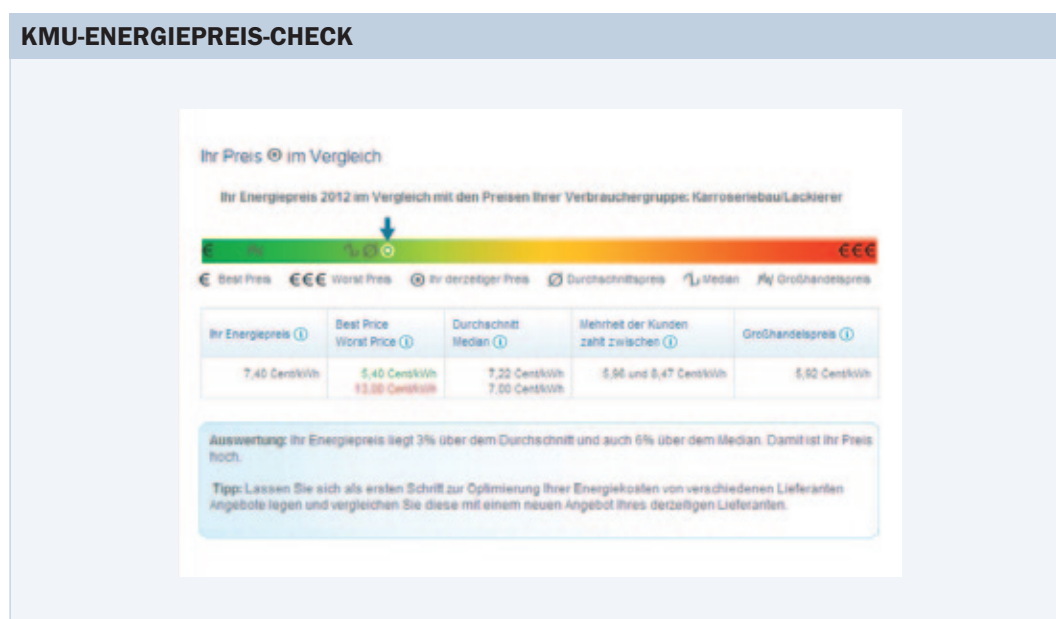 KMU-ENERGIEPREIS-CHECK
Ihr Preis im Vergleich
Ihr Energiepreis 2012 im Vergleich mit den Preisen Ihrer Verbrauchergruppe: Karroseriebau/Lackierer
€ €€€
€ Best Preis €€€ Worst Preis Ihr derzeitiger Preis Ø Durchschnittspreis Median Großhandelspreis
Ihr Energiepreis Best Price Worst Price Durchschnitt Median Mehrheit der Kunden zahlt zwischen Großhandelspreis
7,40 Cent/kWh 5,40 Cent/kWh 7,22 Cent/kWh 5,96 und 8,47 Cent/kWh 5,92 Cent/kWh
13,00 Cent/kWh 7,00 Cent/kWh
Auswertung: Ihr Energiepreis liegt 3% über dem Durchschnitt und auch 6% über dem Median. Damit ist Ihr Preis
hoch.
Tipp: Lassen Sie sich als ersten Schritt zur Optimierung Ihrer Energiekosten von verschiedenen Lieferanten
Angebote legen und vergleichen Sie diese mit einem neuen Angebot Ihres derzeitigen Lieferanten.